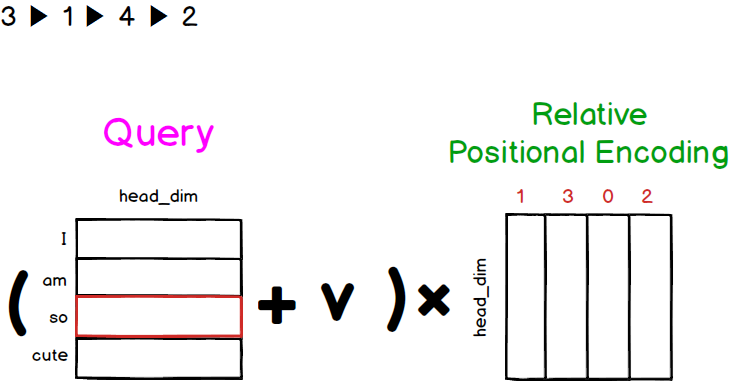 3 ▶ 1 ▶ 4 ▶ 2
Query
Relative
Positional Encoding
head_dim
1 3 0 2
I
am
so
cute
( + v ) ×
head_dim